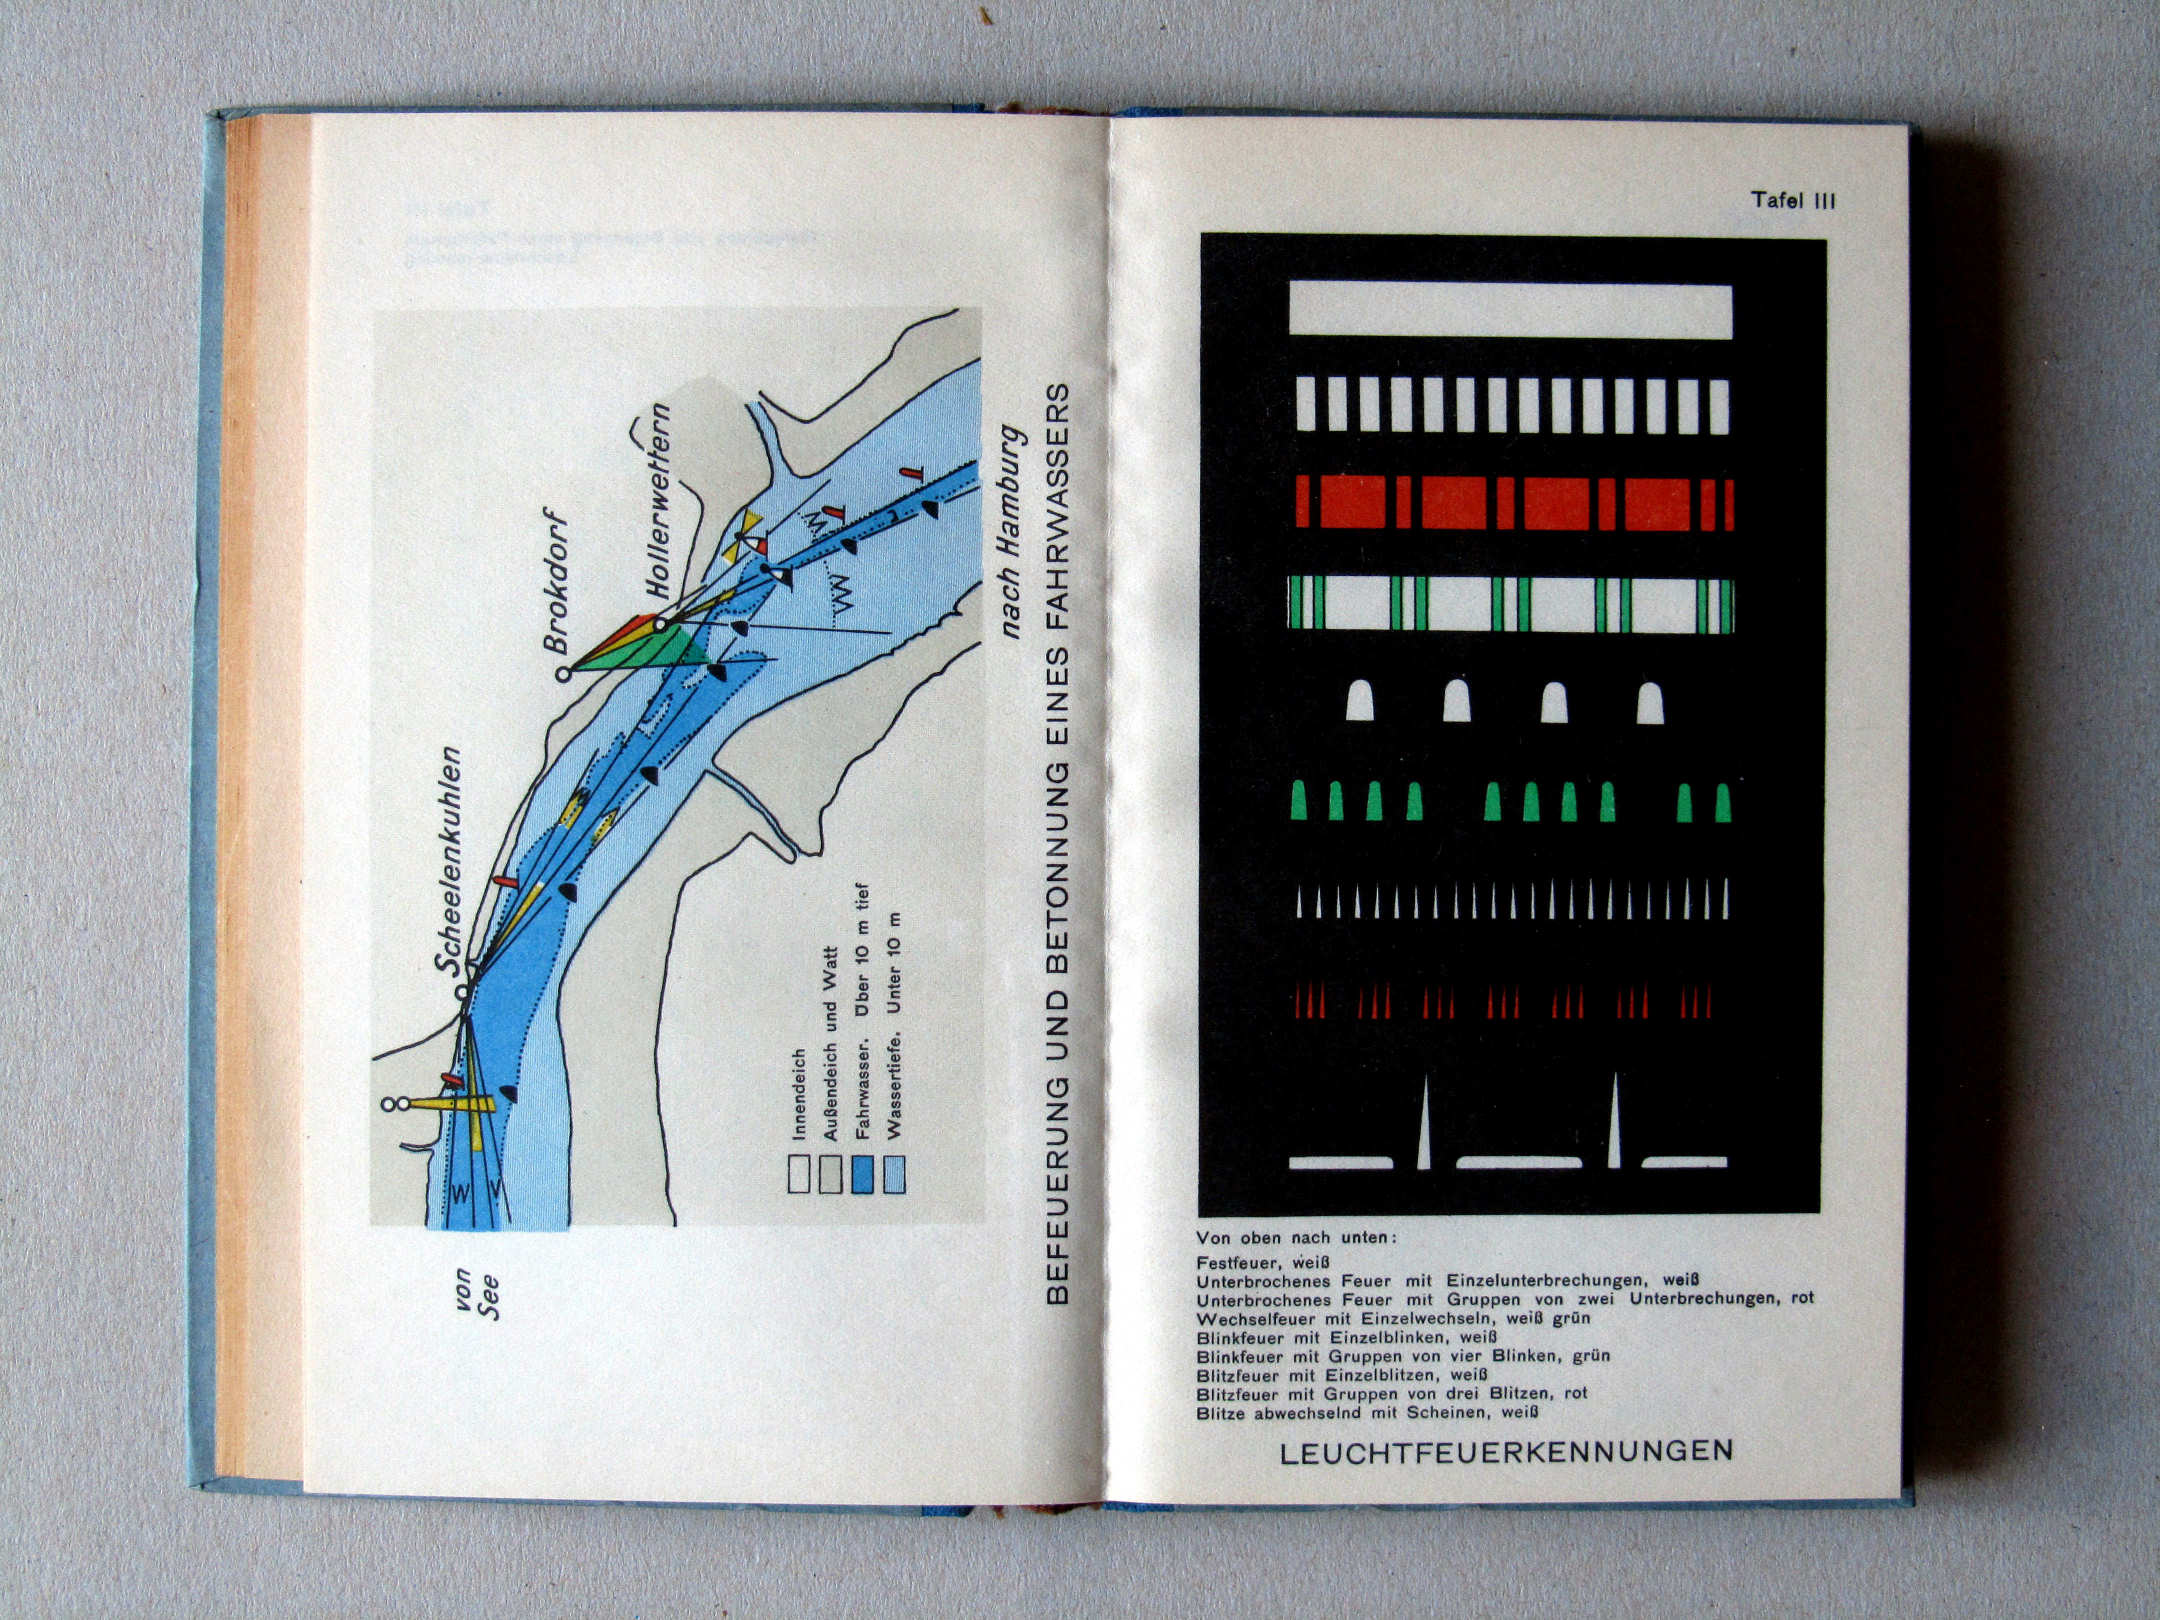 Scheelenkuhlen
Brokdorf
Hollerwettern
W
W
W
r
W
V
Innendeich
Außendeich und Watt
Fahrwasser. Über 10 m tief
Wassertiefe. Unter 10 m
von
See
nach Hamburg
BEFEUERUNG UND BETONNUNG EINES FAHRWASSERS
Tafel III
Von oben nach unten:
Festfeuer, weiß
Unterbrochenes Feuer mit Einzelunterbrechungen, weiß
Unterbrochenes Feuer mit Gruppen von zwei Unterbrechungen, rot
Wechselfeuer mit Einzelwechseln, weiß grün
Blinkfeuer mit Einzelblinken, weiß
Blinkfeuer mit Gruppen von vier Blinken, grün
Blitzfeuer mit Einzelblitzen, weiß
Blitzfeuer mit Gruppen von drei Blitzen, rot
Blitze abwechselnd mit Scheinen, weiß
LEUCHTFEUERKENNUNGEN